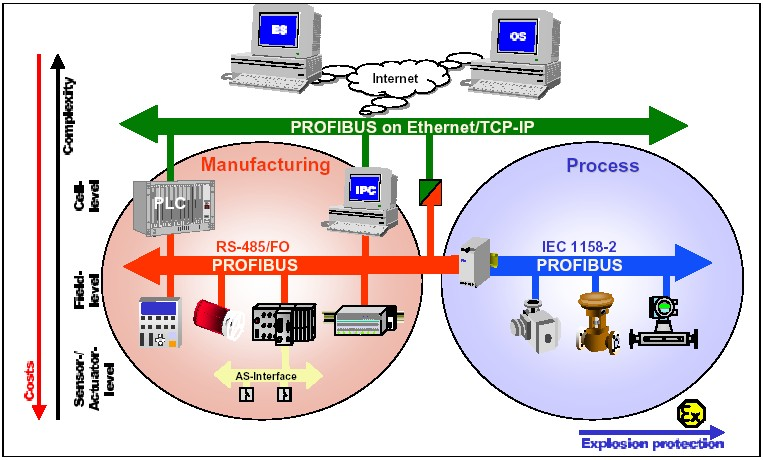 ES
OS
Internet
PROFIBUS on Ethernet/TCP-IP
Complexity
Costs
Cell-
level
Field-
level
Sensor-/
Actuator-
level
Manufacturing
Process
PLC
IPC
RS-485/FO
PROFIBUS
IEC 1158-2
PROFIBUS
AS-Interface
Ex
Explosion protection